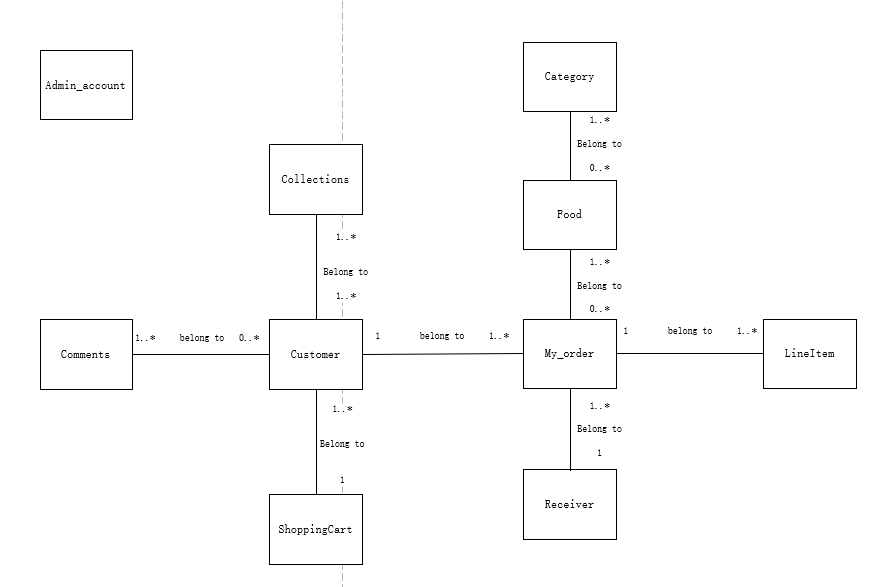 Category
Admin_account
1..*
Belong to
0..*
Collections
Food
1..*
Belong to
1..*
1..*
Belong to
0..*
Comments
1..* belong to 0..*
Customer
1 belong to 1..*
My_order
1 belong to 1..*
LineItem
1..*
Belong to
1
1..*
Belong to
1
ShoppingCart
Receiver